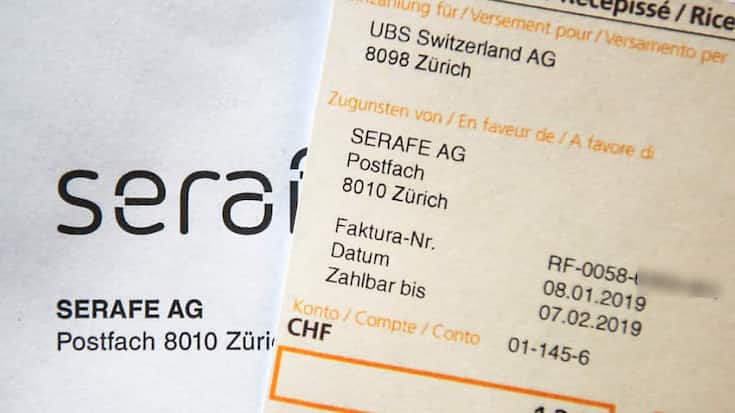 seraf
SERAFE AG
Postfach 8010 Züri
Récépissé / Rice
nzahlung für / Versement pour / Versamento per
UBS Switzerland AG
8098 Zürich
Zugunsten von / En faveur de / A favore di
SERAFE AG
Postfach
8010 Zürich
Faktura-Nr. RF-0058-
Datum 08.01.2019
Zahlbar bis 07.02.2019
Konto / Compte / Conto 01-145-6
CHF